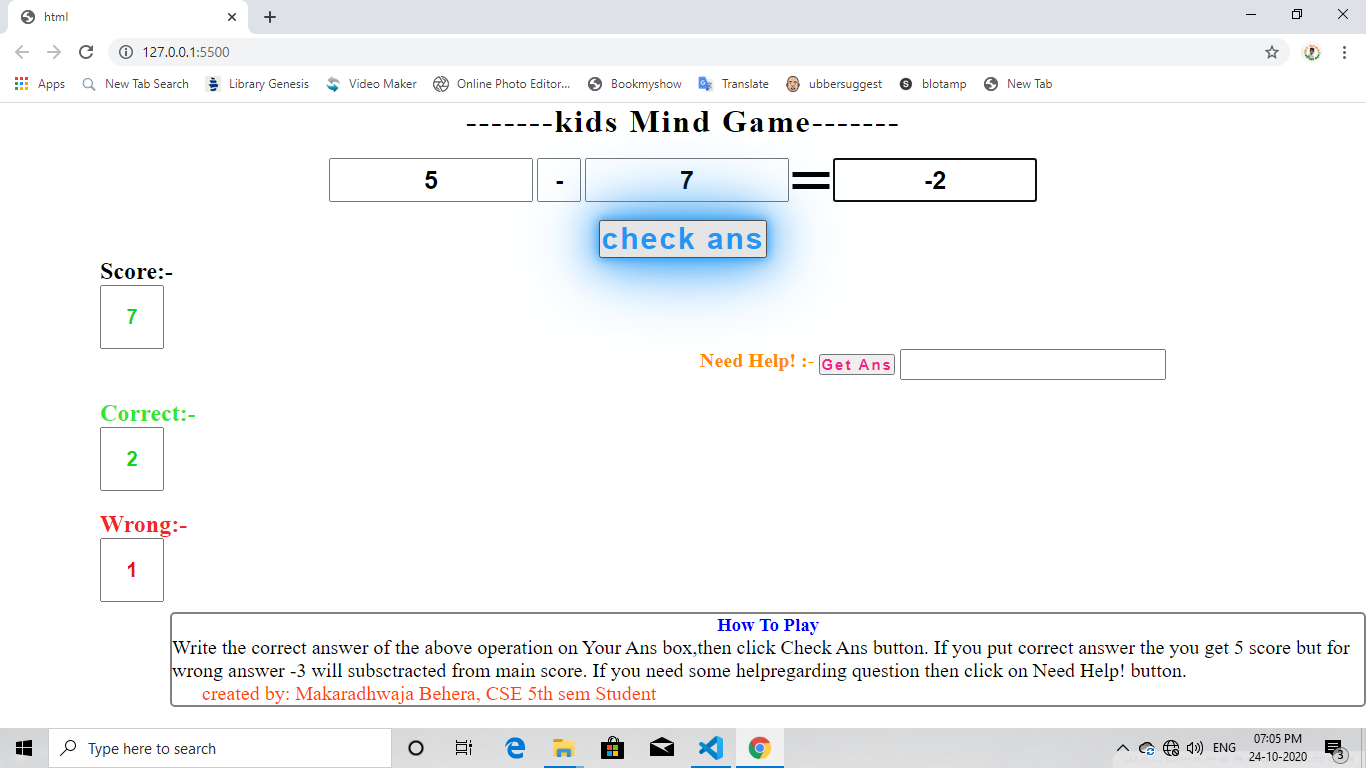 html
127.0.0.1:5500
Apps New Tab Search Library Genesis Video Maker Online Photo Editor... Bookmyshow Translate ubbersuggest blotamp New Tab
-------kids Mind Game-------
5 - 7 = -2
check ans
Score:-
7
Need Help! :- Get Ans
Correct:-
2
Wrong:-
1
How To Play
Write the correct answer of the above operation on Your Ans box,then click Check Ans button. If you put correct answer the you get 5 score but for
wrong answer -3 will subsctracted from main score. If you need some helpregarding question then click on Need Help! button.
created by: Makaradhwaja Behera, CSE 5th sem Student
Type here to search
ENG
07:05 PM
24-10-2020
3